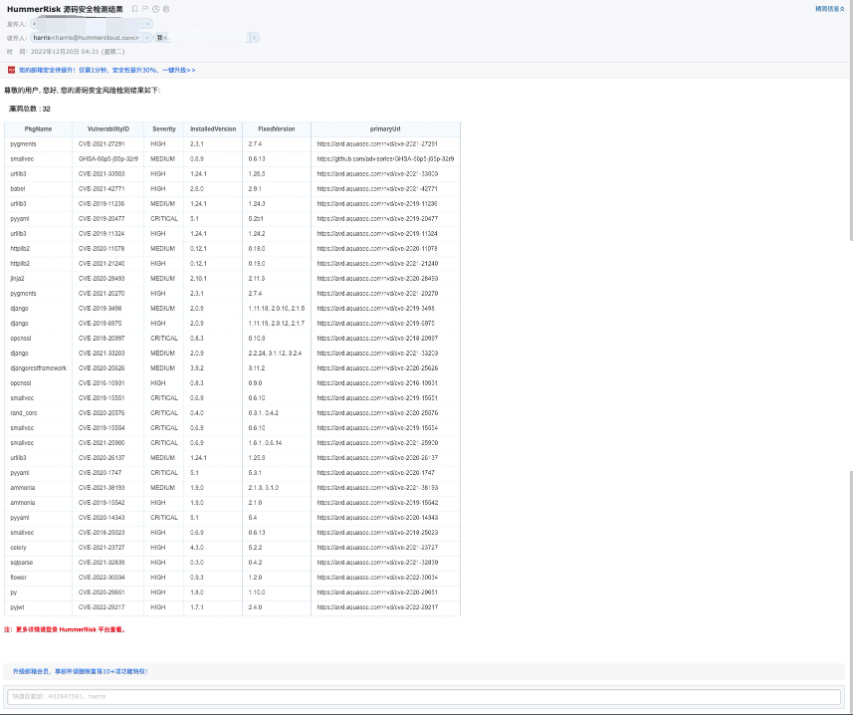 HummerRisk 源码安全检测结果
精简信息
发件人:
收件人: harris<harris@hummercloud.com>
时 间: 2022年12月20日 04:21 (星期二)
您的邮箱安全待提升! 仅需1分钟, 安全性提升30%, 一键升级>>
尊敬的用户, 您好, 您的源码安全风险检测结果如下:
漏洞总数 : 32
PkgName VulnerabilityID Severity InstalledVersion FixedVersion primaryUrl
pygments CVE-2021-27291 HIGH 2.3.1 2.7.4 https://avd.aquasec.com/nvd/cve-2021-27291
smallvec GHSA-66p5-j55p-32r9 MEDIUM 0.6.9 0.6.13 https://github.com/advisories/GHSA-66p5-j55p-32r9
urllib3 CVE-2021-33503 HIGH 1.24.1 1.26.5 https://avd.aquasec.com/nvd/cve-2021-33503
babel CVE-2021-42771 HIGH 2.6.0 2.9.1 https://avd.aquasec.com/nvd/cve-2021-42771
urllib3 CVE-2019-11236 MEDIUM 1.24.1 1.24.3 https://avd.aquasec.com/nvd/cve-2019-11236
pyyaml CVE-2019-20477 CRITICAL 5.1 5.2b1 https://avd.aquasec.com/nvd/cve-2019-20477
urllib3 CVE-2019-11324 HIGH 1.24.1 1.24.2 https://avd.aquasec.com/nvd/cve-2019-11324
httplib2 CVE-2020-11078 MEDIUM 0.12.1 0.18.0 https://avd.aquasec.com/nvd/cve-2020-11078
httplib2 CVE-2021-21240 HIGH 0.12.1 0.19.0 https://avd.aquasec.com/nvd/cve-2021-21240
jinja2 CVE-2020-28493 MEDIUM 2.10.1 2.11.3 https://avd.aquasec.com/nvd/cve-2020-28493
pygments CVE-2021-20270 HIGH 2.3.1 2.7.4 https://avd.aquasec.com/nvd/cve-2021-20270
django CVE-2019-3498 MEDIUM 2.0.9 1.11.18, 2.0.10, 2.1.5 https://avd.aquasec.com/nvd/cve-2019-3498
django CVE-2019-6975 HIGH 2.0.9 1.11.19, 2.0.12, 2.1.7 https://avd.aquasec.com/nvd/cve-2019-6975
openssl CVE-2018-20997 CRITICAL 0.8.3 0.10.9 https://avd.aquasec.com/nvd/cve-2018-20997
django CVE-2021-33203 MEDIUM 2.0.9 2.2.24, 3.1.12, 3.2.4 https://avd.aquasec.com/nvd/cve-2021-33203
djangorestframework CVE-2020-25626 MEDIUM 3.9.2 3.11.2 https://avd.aquasec.com/nvd/cve-2020-25626
openssl CVE-2016-10931 HIGH 0.8.3 0.9.0 https://avd.aquasec.com/nvd/cve-2016-10931
smallvec CVE-2019-15551 CRITICAL 0.6.9 0.6.10 https://avd.aquasec.com/nvd/cve-2019-15551
rand_core CVE-2020-25576 CRITICAL 0.4.0 0.3.1, 0.4.2 https://avd.aquasec.com/nvd/cve-2020-25576
smallvec CVE-2019-15554 CRITICAL 0.6.9 0.6.10 https://avd.aquasec.com/nvd/cve-2019-15554
smallvec CVE-2021-25900 CRITICAL 0.6.9 1.6.1, 0.6.14 https://avd.aquasec.com/nvd/cve-2021-25900
urllib3 CVE-2020-26137 MEDIUM 1.24.1 1.25.9 https://avd.aquasec.com/nvd/cve-2020-26137
pyyaml CVE-2020-1747 CRITICAL 5.1 5.3.1 https://avd.aquasec.com/nvd/cve-2020-1747
ammonia CVE-2021-38193 MEDIUM 1.9.0 2.1.3, 3.1.0 https://avd.aquasec.com/nvd/cve-2021-38193
ammonia CVE-2019-15542 HIGH 1.9.0 2.1.0 https://avd.aquasec.com/nvd/cve-2019-15542
pyyaml CVE-2020-14343 CRITICAL 5.1 5.4 https://avd.aquasec.com/nvd/cve-2020-14343
smallvec CVE-2018-25023 HIGH 0.6.9 0.6.13 https://avd.aquasec.com/nvd/cve-2018-25023
celery CVE-2021-23727 HIGH 4.3.0 5.2.2 https://avd.aquasec.com/nvd/cve-2021-23727
sqlparse CVE-2021-32839 HIGH 0.3.0 0.4.2 https://avd.aquasec.com/nvd/cve-2021-32839
flower CVE-2022-30034 HIGH 0.9.3 1.2.0 https://avd.aquasec.com/nvd/cve-2022-30034
py CVE-2020-29651 HIGH 1.8.0 1.10.0 https://avd.aquasec.com/nvd/cve-2020-29651
pyjwt CVE-2022-29217 HIGH 1.7.1 2.4.0 https://avd.aquasec.com/nvd/cve-2022-29217
注: 更多详情请登录 HummerRisk 平台查看。
升级邮箱会员, 享邮件误删恢复等10+项功能特权!
快速回复给: 402847591, harris